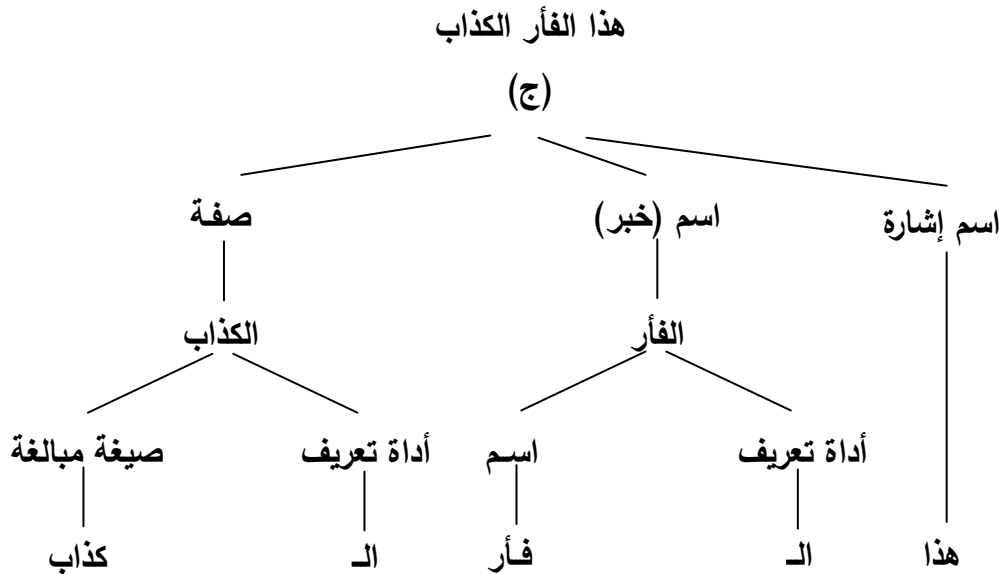 هذا الفأر الكذاب
(ج)
اسم إشارة اسم (خبر) صفة
الفأر الكذاب
أداة تعريف اسم أداة تعريف صيغة مبالغة
هذا الـ فأر الـ كذاب